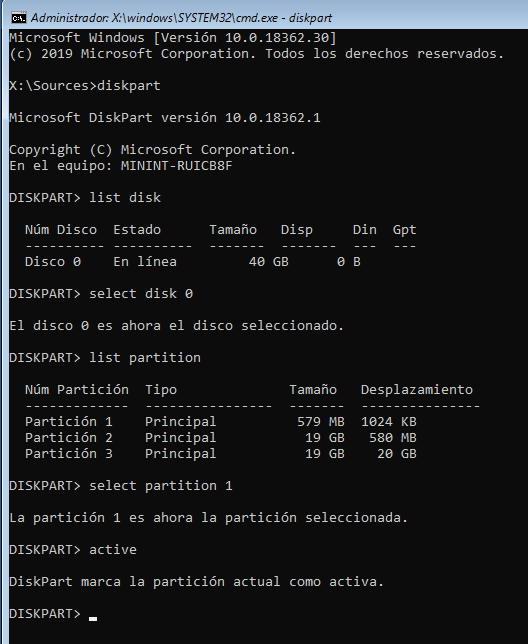 Administrador: X:\windows\SYSTEM32\cmd.exe - diskpart
Microsoft Windows [Versión 10.0.18362.30]
(c) 2019 Microsoft Corporation. Todos los derechos reservados.
X:\Sources>diskpart
Microsoft DiskPart versión 10.0.18362.1
Copyright (C) Microsoft Corporation.
En el equipo: MININT-RUICB8F
DISKPART> list disk
Núm Disco  Estado      Tamaño   Disp     Din  Gpt
---------- ----------  -------  -------  ---  ---
Disco 0    En línea         40 GB      0 B
DISKPART> select disk 0
El disco 0 es ahora el disco seleccionado.
DISKPART> list partition
Núm Partición  Tipo              Tamaño   Desplazamiento
-------------  ----------------  -------  ---------------
Partición 1    Principal          579 MB  1024 KB
Partición 2    Principal           19 GB   580 MB
Partición 3    Principal           19 GB    20 GB
DISKPART> select partition 1
La partición 1 es ahora la partición seleccionada.
DISKPART> active
DiskPart marca la partición actual como activa.
DISKPART>